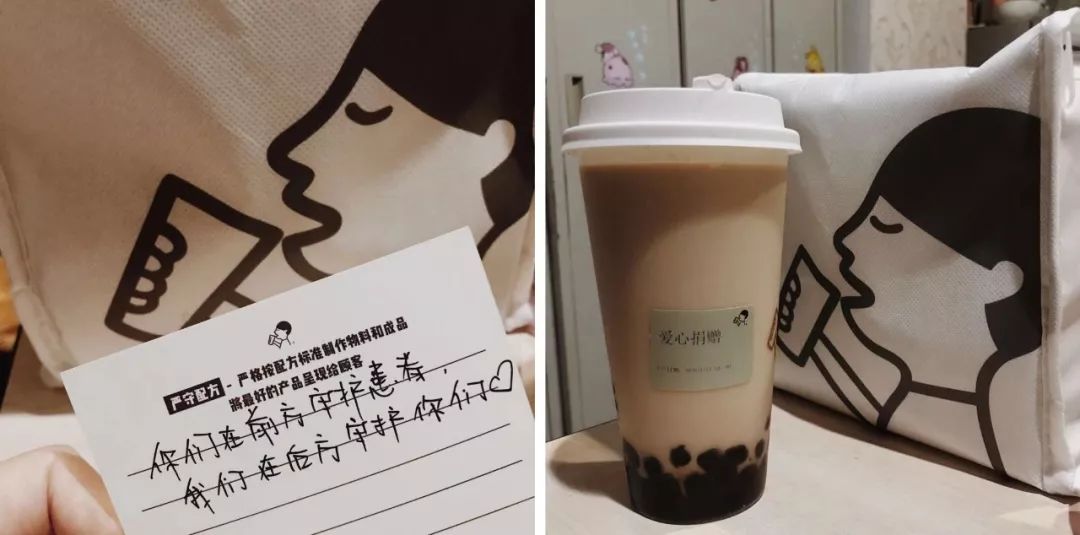 严守配方 - 严格按配方标准制作物料和成品
将最好的产品呈现给顾客
你们在前方守护患者,
我们在后方守护你们♡
爱心捐赠